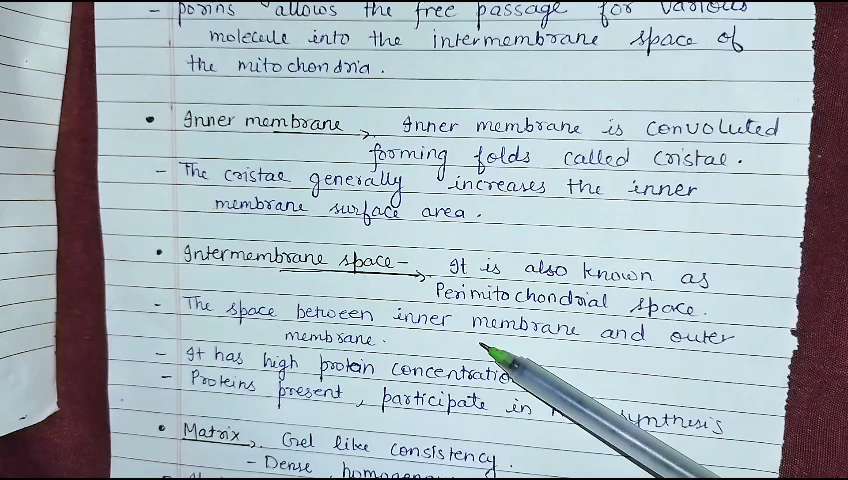 - porins allows the free passage for various
molecule into the intermembrane space of
the mitochondria.
• Inner membrane → Inner membrane is convoluted
forming folds called cristae.
- The cristae generally increases the inner
membrane surface area.
• Intermembrane space - → It is also known as
Perimitochondrial space.
- The space between inner membrane and outer
membrane.
- It has high protein concentration
- Proteins present, participate in synthesis
• Matrix → Gel like consistency.
- Dense, homogen